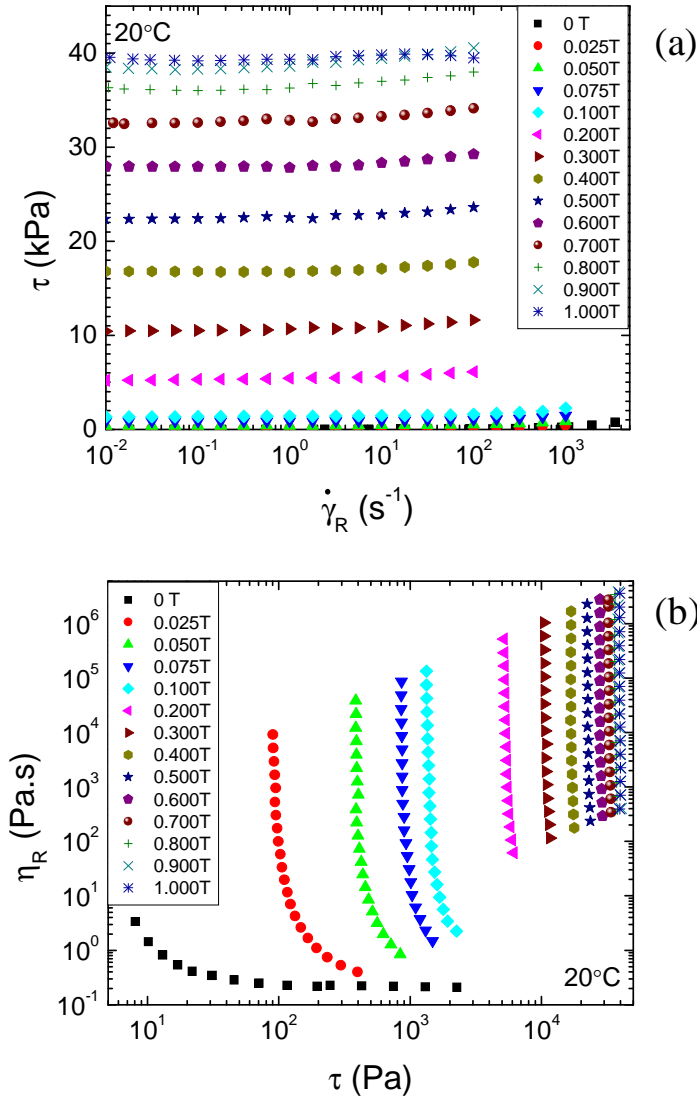 20°C
(a)
0 T
0.025T
0.050T
0.075T
0.100T
0.200T
0.300T
0.400T
0.500T
0.600T
0.700T
0.800T
0.900T
1.000T
40
30
20
10
0
τ (kPa)
10⁻² 10⁻¹ 10⁰ 10¹ 10² 10³
γ̇_R (s⁻¹)
(b)
0 T
0.025T
0.050T
0.075T
0.100T
0.200T
0.300T
0.400T
0.500T
0.600T
0.700T
0.800T
0.900T
1.000T
10⁶
10⁵
10⁴
10³
10²
10¹
10⁰
10⁻¹
η_R (Pa.s)
20°C
10¹ 10² 10³ 10⁴
τ (Pa)